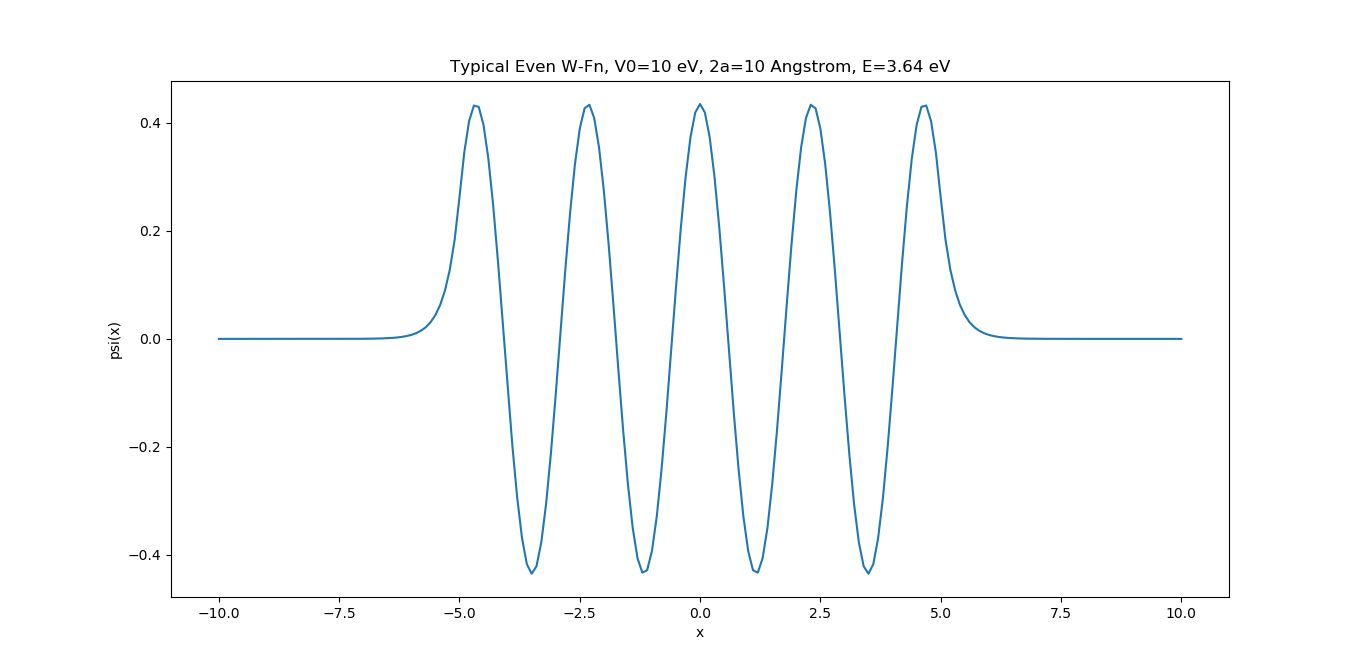 Typical Even W-Fn, V0=10 eV, 2a=10 Angstrom, E=3.64 eV
0.4
0.2
0.0
−0.2
−0.4
psi(x)
−10.0 −7.5 −5.0 −2.5 0.0 2.5 5.0 7.5 10.0
x